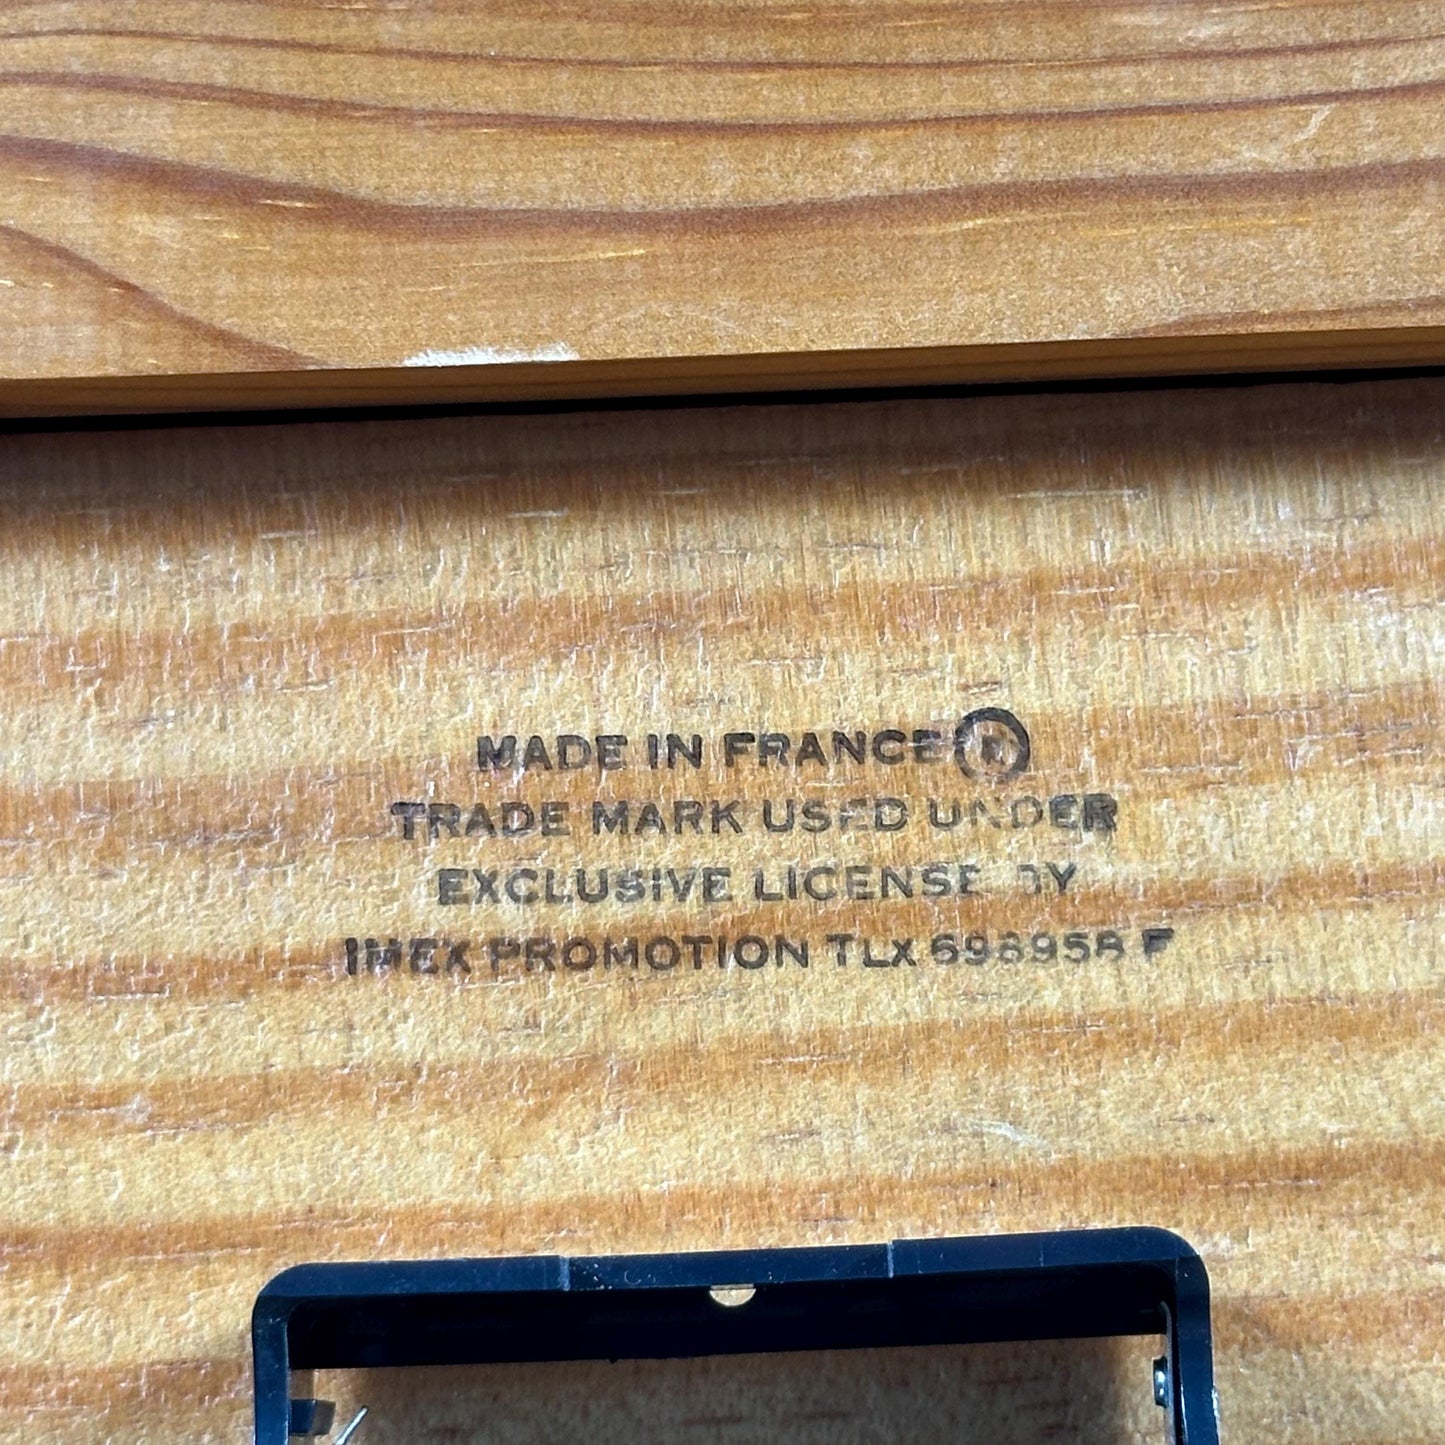 MADE IN FRANCE ®
TRADE MARK USED UNDER
EXCLUSIVE LICENSE BY
IMEX PROMOTION TLX 698958 F